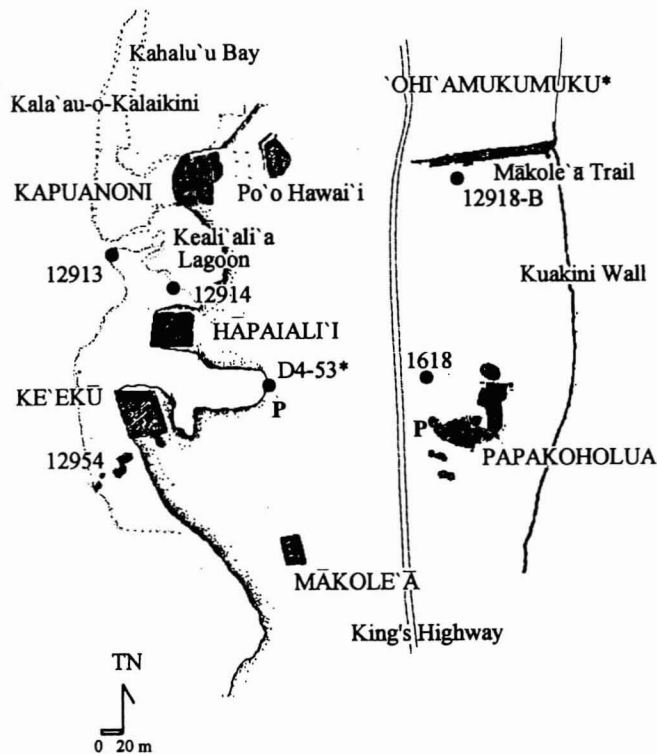 Kahalu`u Bay
Kala`au-o-Kalaikini
`OHI`AMUKUMUKU*
KAPUANONI
Po`o Hawai`i
Mākole`ā Trail
12918-B
Keali`ali`a
Lagoon
12913
12914
Kuakini Wall
HĀPAIALI`I
D4-53*
1618
KE`EKŪ
P
P
12954
PAPAKOHOLUA
MĀKOLE`Ā
King's Highway
TN
0 20 m